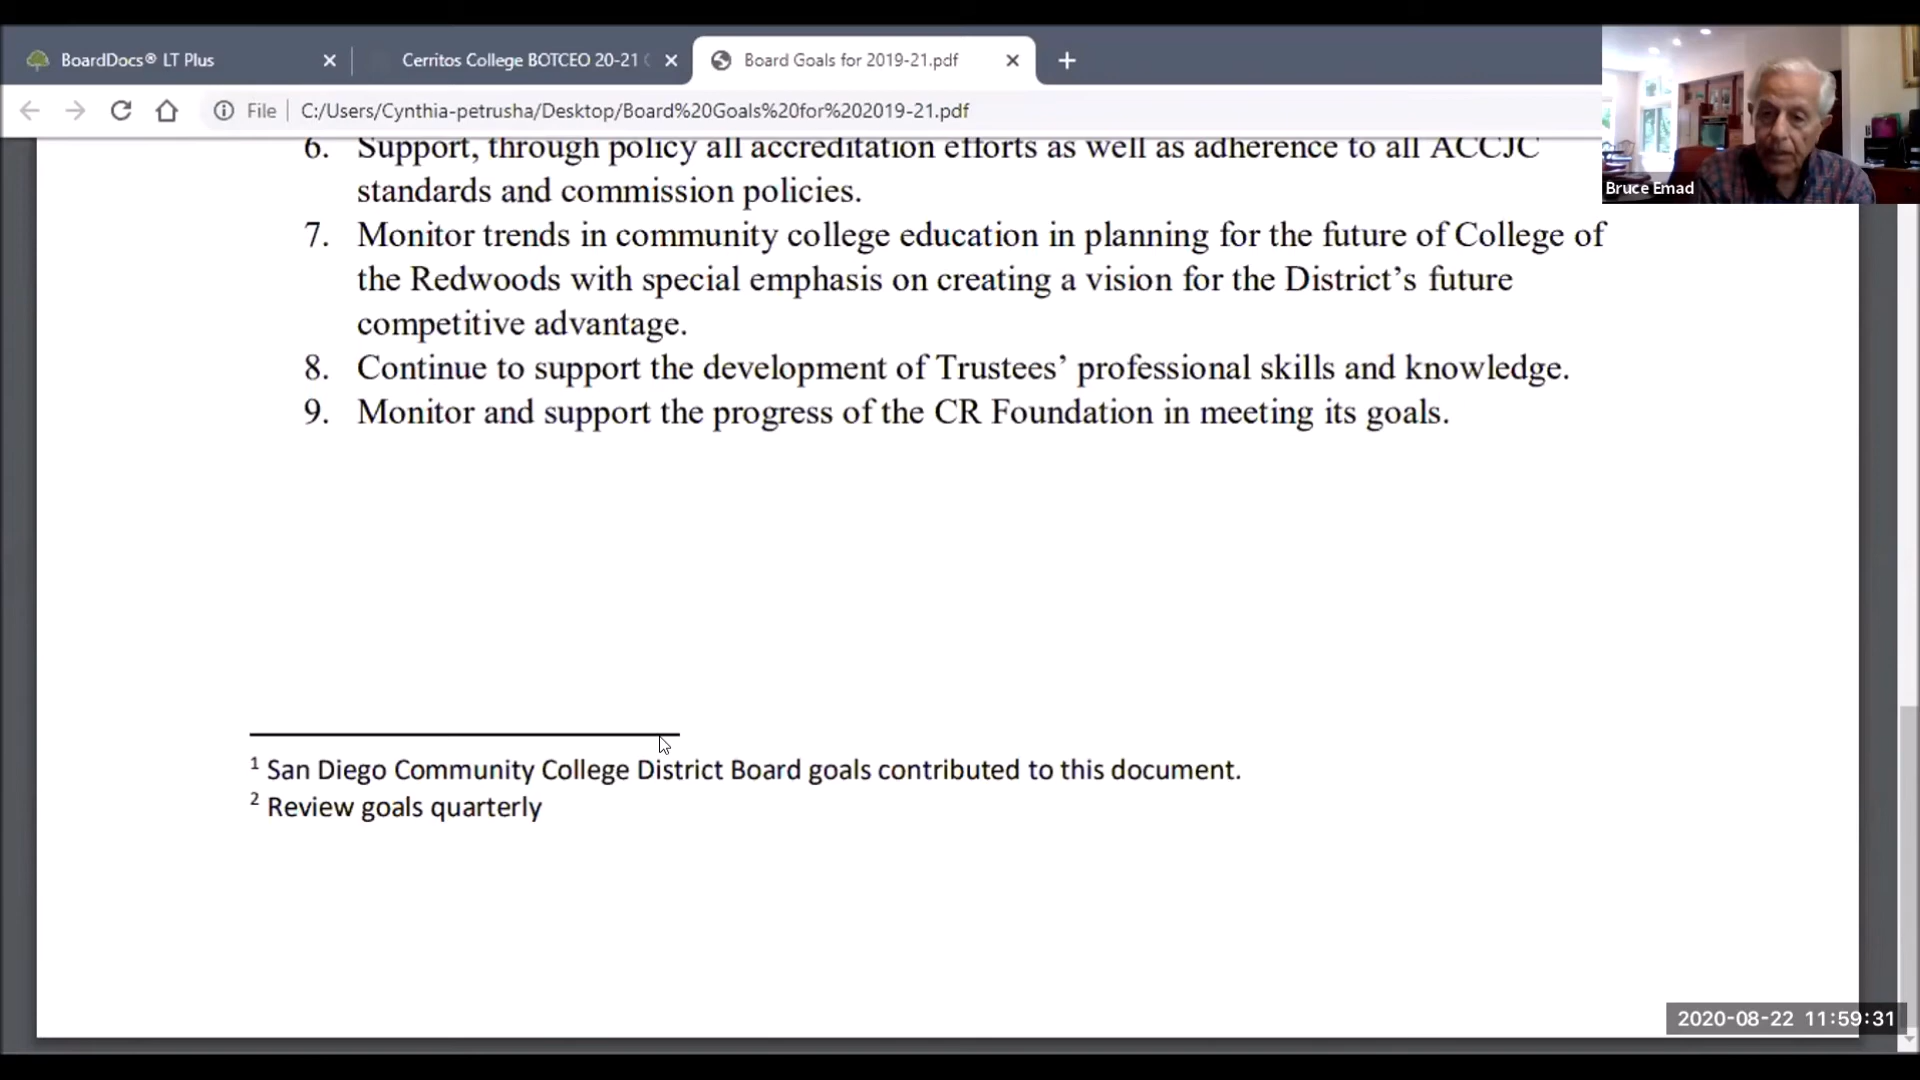 BoardDocs® LT Plus
Cerritos College BOTCEO 20-21
Board Goals for 2019-21.pdf
File
C:/Users/Cynthia-petrusha/Desktop/Board%20Goals%20for%202019-21.pdf
Bruce Emad
6. Support, through policy all accreditation efforts as well as adherence to all ACCJC
standards and commission policies.
7. Monitor trends in community college education in planning for the future of College of
the Redwoods with special emphasis on creating a vision for the District’s future
competitive advantage.
8. Continue to support the development of Trustees’ professional skills and knowledge.
9. Monitor and support the progress of the CR Foundation in meeting its goals.
1 San Diego Community College District Board goals contributed to this document.
2 Review goals quarterly
2020-08-22 11:59:31